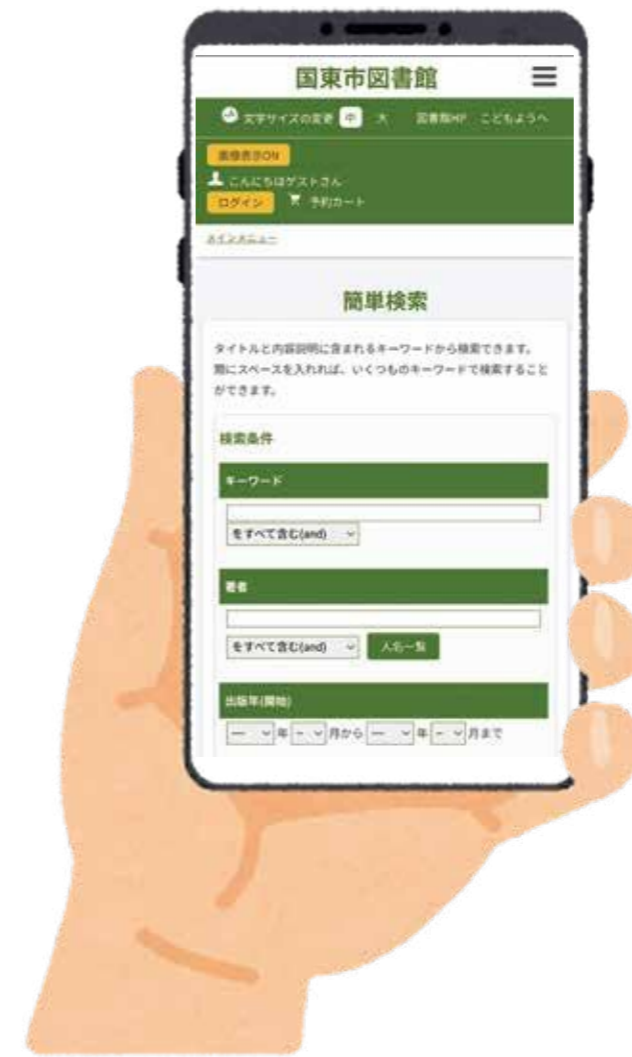 国東市図書館
文字サイズの変更 中 大 図書館HP こどもようへ
画像表示ON
こんにちはゲストさん
ログイン 予約カート
メインメニュー
簡単検索
タイトルと内容説明に含まれるキーワードから検索できます。
間にスペースを入れれば、いくつものキーワードで検索すること
ができます。
検索条件
キーワード
をすべて含む(and)
著者
をすべて含む(and) 人名一覧
出版年(開始)
― 年 - 月から ― 年 - 月まで